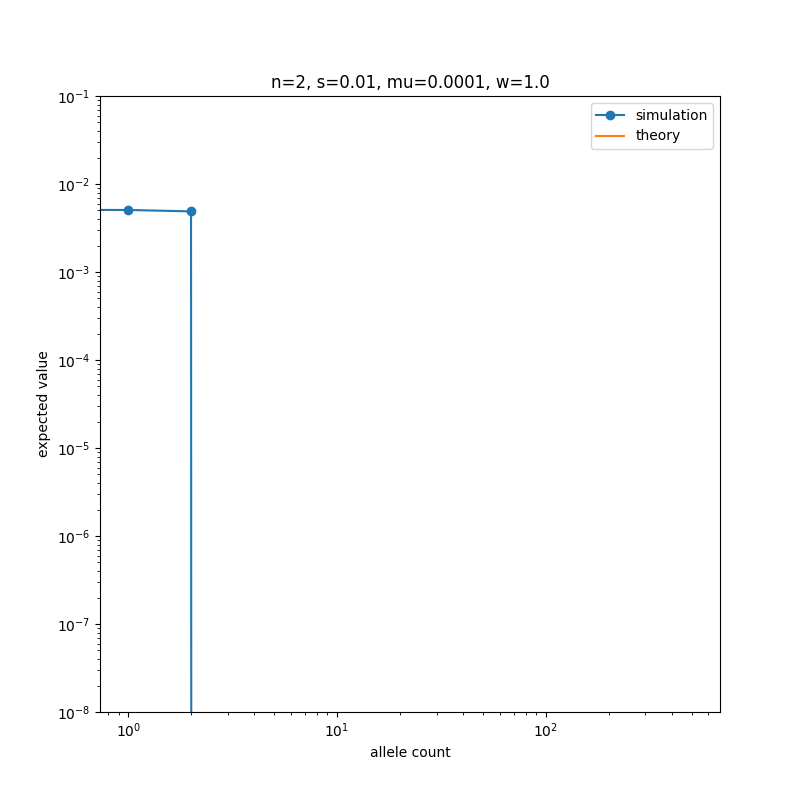 n=2, s=0.01, mu=0.0001, w=1.0
simulation
theory
expected value
10⁻¹
10⁻²
10⁻³
10⁻⁴
10⁻⁵
10⁻⁶
10⁻⁷
10⁻⁸
10⁰ 10¹ 10²
allele count